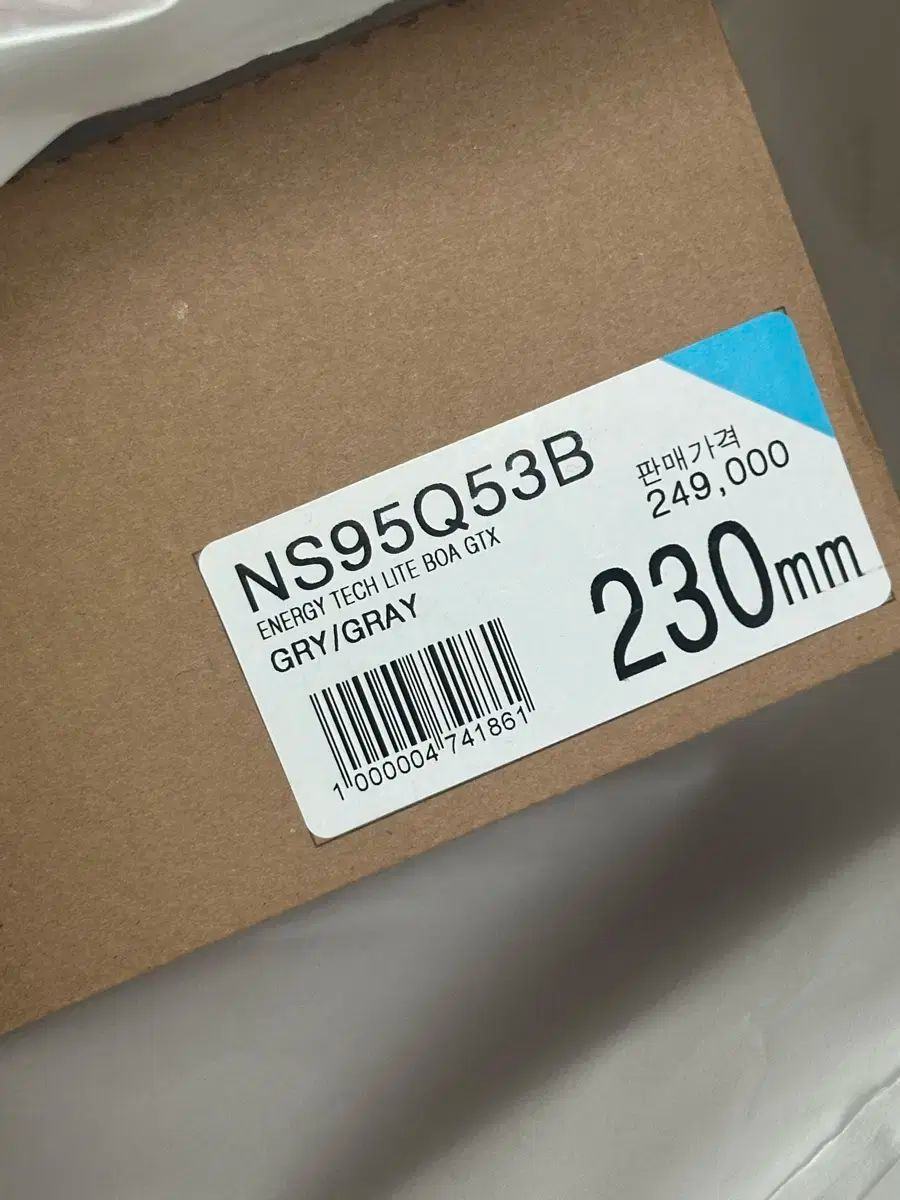 NS95Q53B
ENERGY TECH LITE BOA GTX
GRY/GRAY
판매가격
249,000
230mm
1 000004 741861